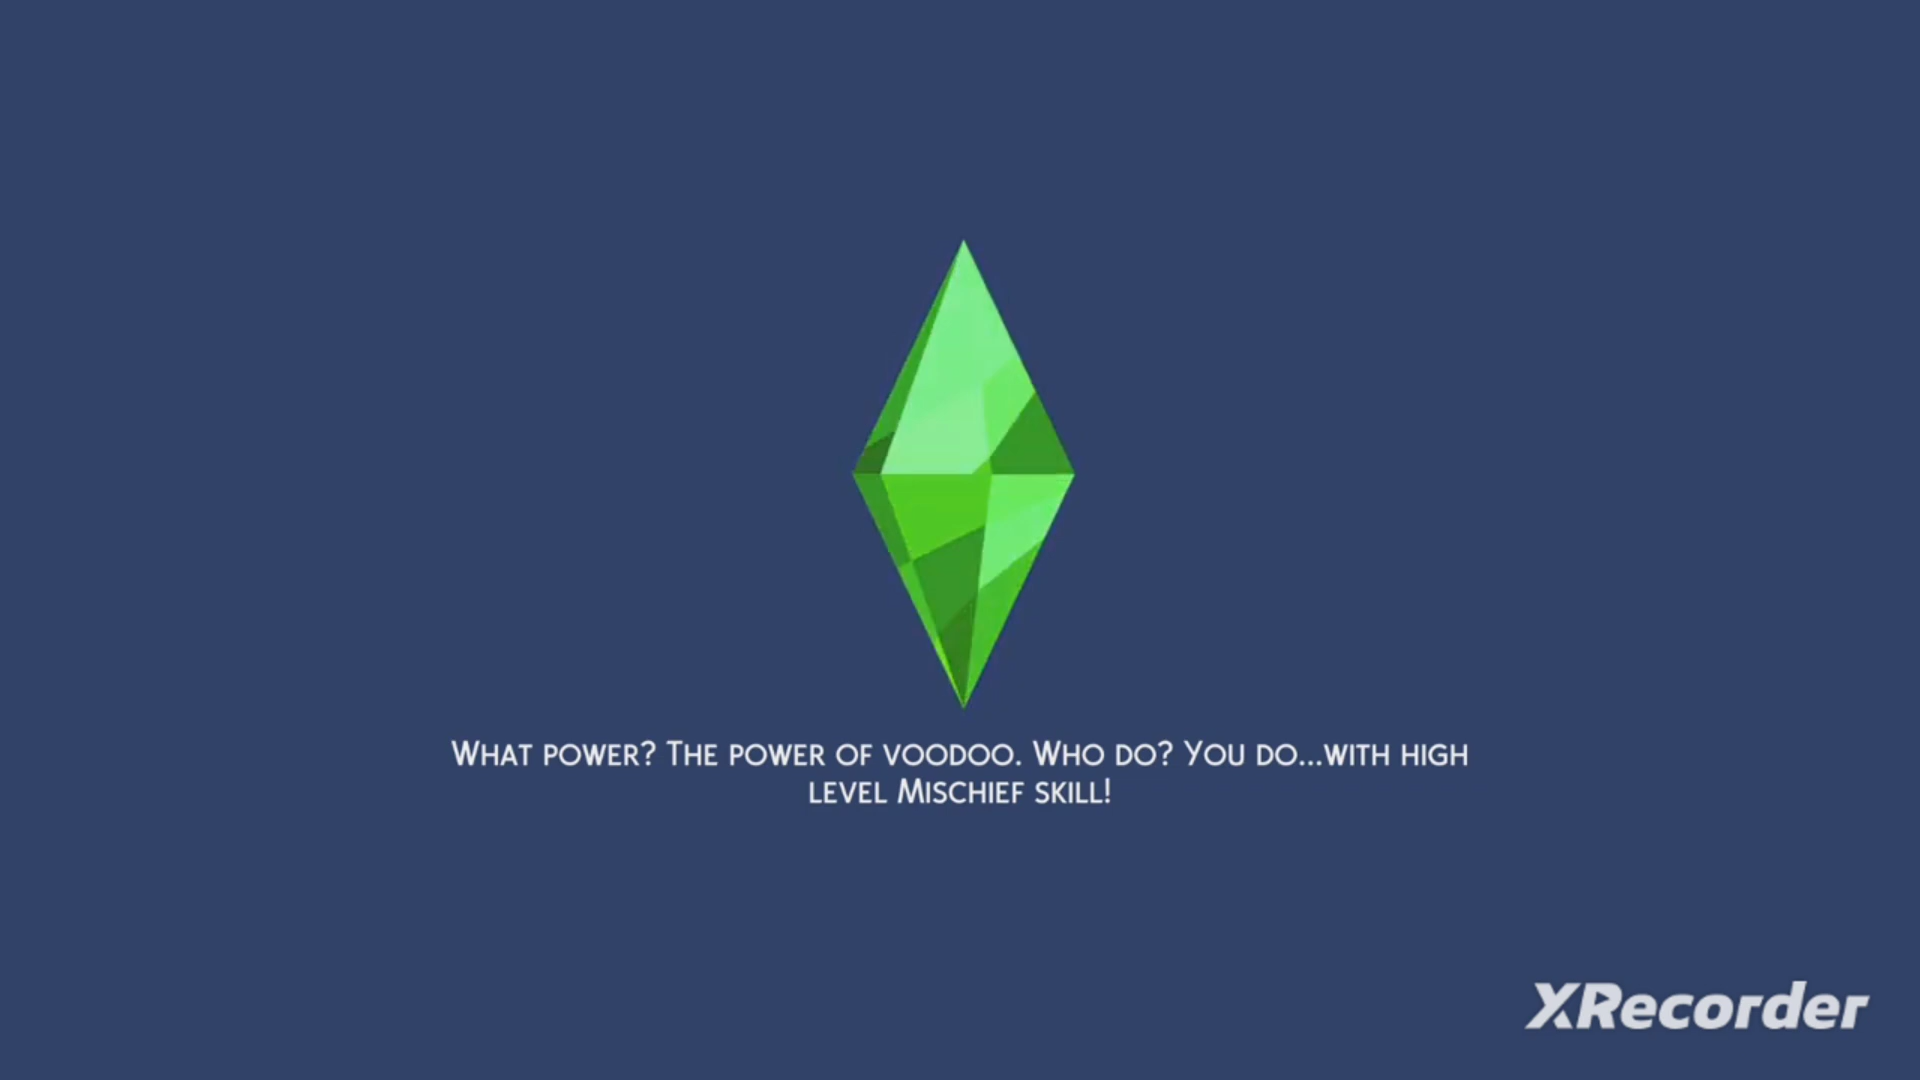 What power? The power of voodoo. Who do? You do...with high
level Mischief skill!
XRecorder